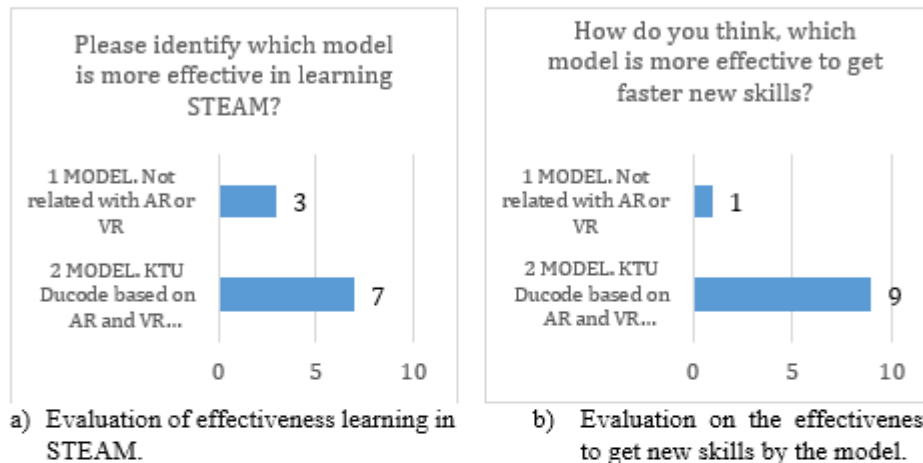 Please identify which model
is more effective in learning
STEAM?
1 MODEL. Not
related with AR or
VR
3
2 MODEL. KTU
Ducode based on
AR and VR...
7
0 5 10
a) Evaluation of effectiveness learning in
STEAM.
How do you think, which
model is more effective to get
faster new skills?
1 MODEL. Not
related with AR or
VR
1
2 MODEL. KTU
Ducode based on
AR and VR...
9
0 5 10
b) Evaluation on the effectivenes
to get new skills by the model.